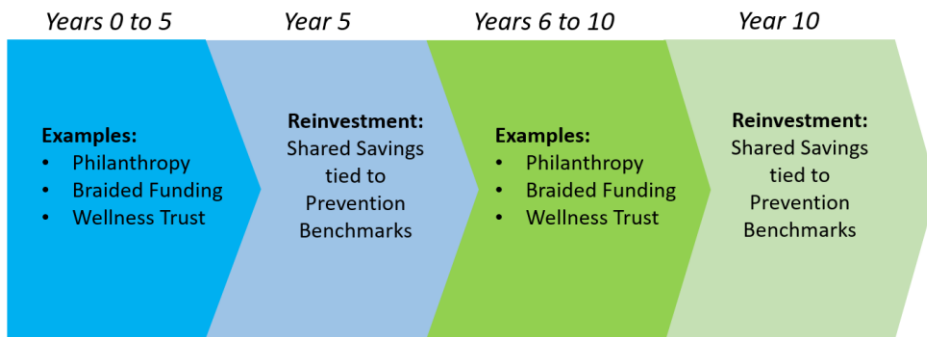 Years 0 to 5
Year 5
Years 6 to 10
Year 10
Examples:
• Philanthropy
• Braided Funding
• Wellness Trust
Reinvestment:
Shared Savings
tied to
Prevention
Benchmarks
Examples:
• Philanthropy
• Braided Funding
• Wellness Trust
Reinvestment:
Shared Savings
tied to
Prevention
Benchmarks